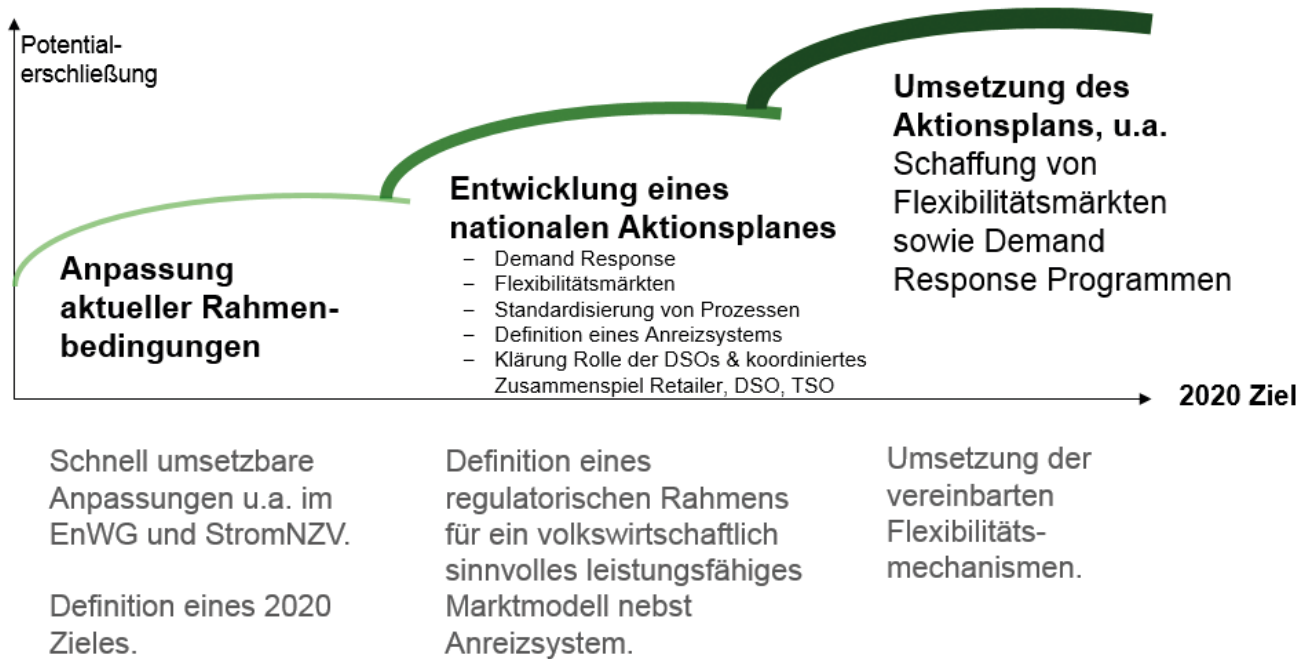 Potential-
erschließung
Anpassung
aktueller Rahmen-
bedingungen
Entwicklung eines
nationalen Aktionsplanes
– Demand Response
– Flexibilitätsmärkten
– Standardisierung von Prozessen
– Definition eines Anreizsystems
– Klärung Rolle der DSOs & koordiniertes
Zusammenspiel Retailer, DSO, TSO
Umsetzung des
Aktionsplans, u.a.
Schaffung von
Flexibilitätsmärkten
sowie Demand
Response Programmen
2020 Ziel
Schnell umsetzbare
Anpassungen u.a. im
EnWG und StromNZV.
Definition eines 2020
Zieles.
Definition eines
regulatorischen Rahmens
für ein volkswirtschaftlich
sinnvolles leistungsfähiges
Marktmodell nebst
Anreizsystem.
Umsetzung der
vereinbarten
Flexibilitäts-
mechanismen.